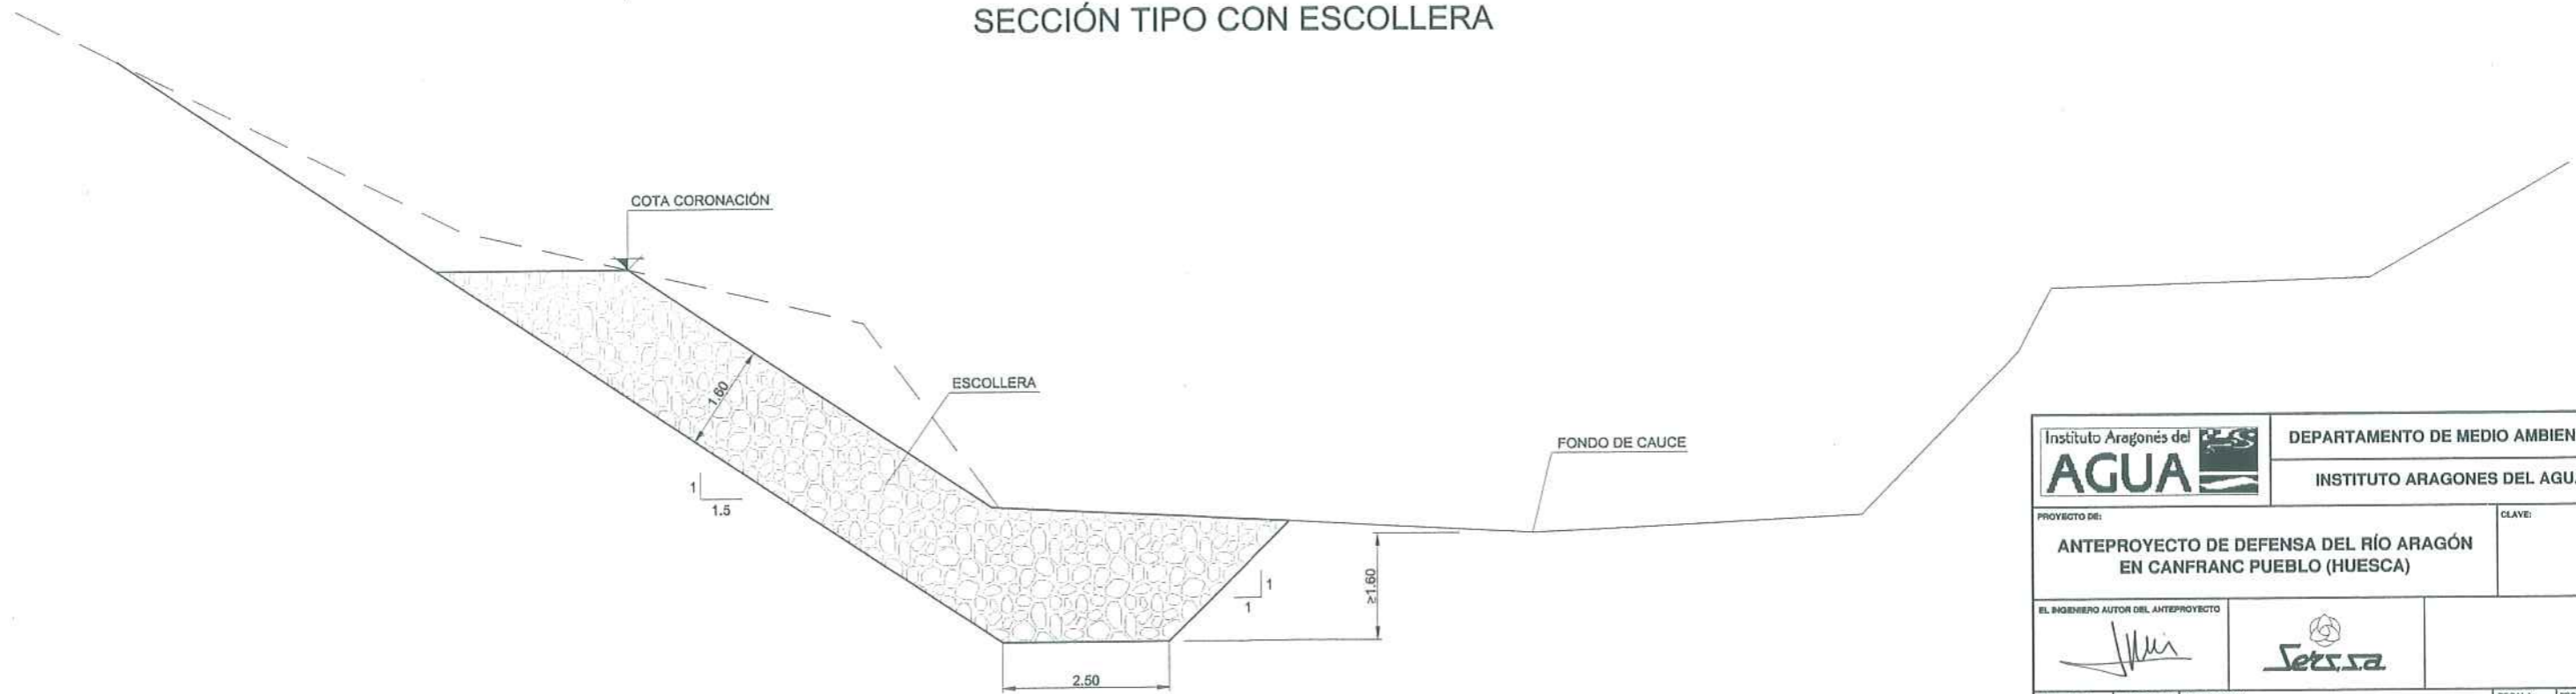 SECCIÓN TIPO CON ESCOLLERA
COTA CORONACIÓN
ESCOLLERA
1.60
FONDO DE CAUCE
1
1.5
1
1
≥1.60
2.50
Instituto Aragonés del
AGUA
DEPARTAMENTO DE MEDIO AMBIEN
INSTITUTO ARAGONES DEL AGU
PROYECTO DE:
CLAVE:
ANTEPROYECTO DE DEFENSA DEL RÍO ARAGÓN
EN CANFRANC PUEBLO (HUESCA)
EL INGENIERO AUTOR DEL ANTEPROYECTO
Sers,s.a